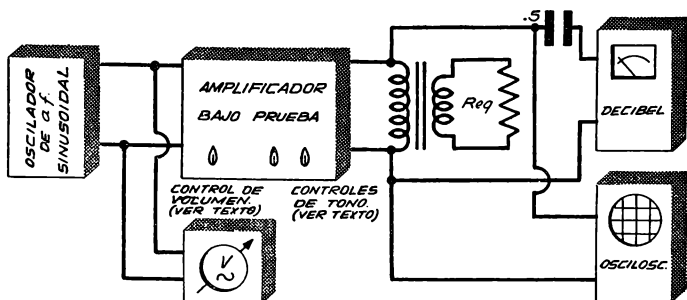 OSCILADOR
DE a f.
SINUSOIDAL
AMPLIFICADOR
BAJO PRUEBA
CONTROL DE
VOLUMEN.
(VER TEXTO)
CONTROLES
DE TONO.
(VER TEXTO)
V
~
Req
.5
DECIBEL
OSCILOSC.